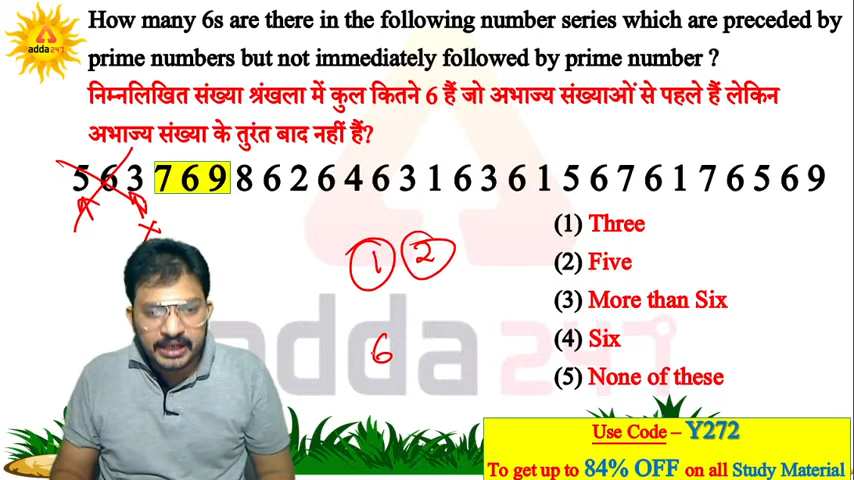 How many 6s are there in the following number series which are preceded by
prime numbers but not immediately followed by prime number ?
निम्नलिखित संख्या श्रंखला में कुल कितने 6 हैं जो अभाज्य संख्याओं से पहले हैं लेकिन
अभाज्य संख्या के तुरंत बाद नहीं हैं?
adda247
5 6 3 7 6 9 8 6 2 6 4 6 3 1 6 3 6 1 5 6 7 6 1 7 6 5 6 9
(1) Three
1 2
(2) Five
(3) More than Six
6
(4) Six
adda247
(5) None of these
Use Code – Y272
To get up to 84% OFF on all Study Material